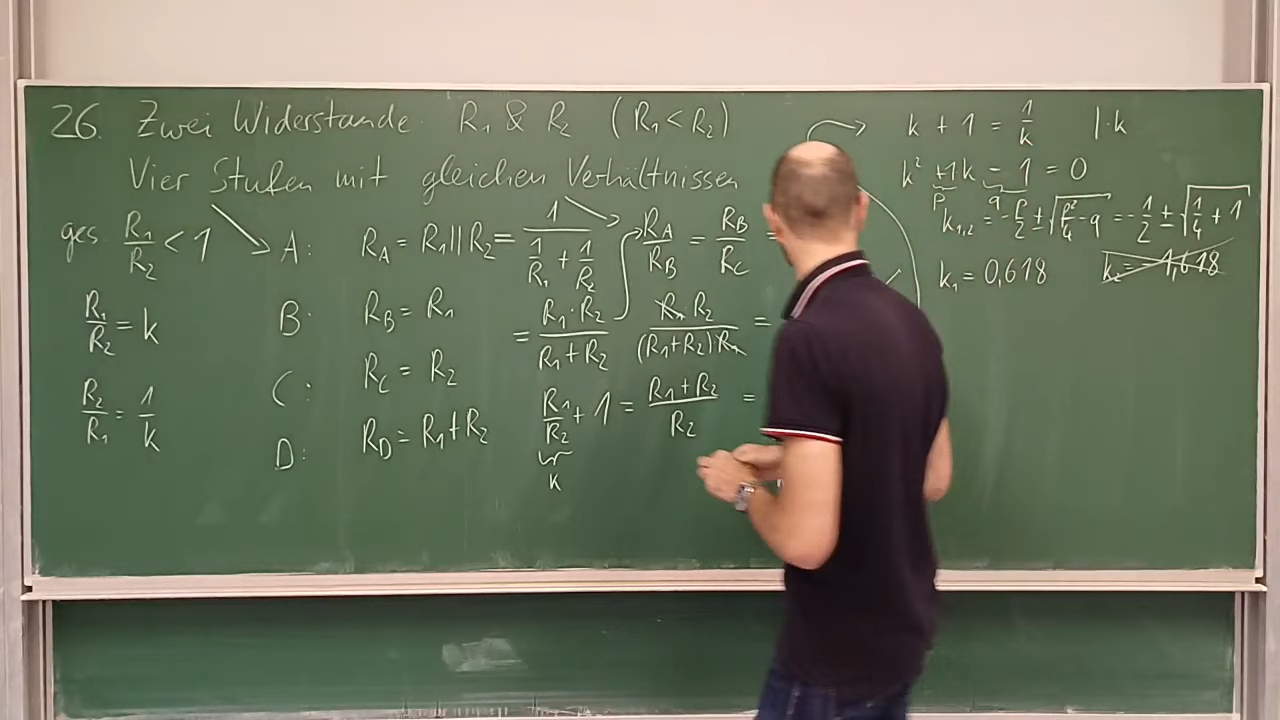 26. Zwei Widerstände R₁ & R₂ (R₁ < R₂)
Vier Stufen mit gleichen Verhältnissen
ges. R₁/R₂ < 1
R₁/R₂ = k
R₂/R₁ = 1/k
A: R_A = R₁||R₂ = 1/(1/R₁ + 1/R₂)
= R₁·R₂/(R₁+R₂)
B: R_B = R₁
C: R_C = R₂
D: R_D = R₁+R₂
R_A/R_B = R_B/R_C =
R₁ R₂/((R₁+R₂)R₁) =
R₁/R₂ + 1 = (R₁+R₂)/R₂ =
k
k + 1 = 1/k |·k
k² +1k - 1 = 0
p q
k₁,₂ = -p/2 ± √(p²/4 - q) = -1/2 ± √(1/4 + 1)
k₁ = 0,618 k₂ = -1,618